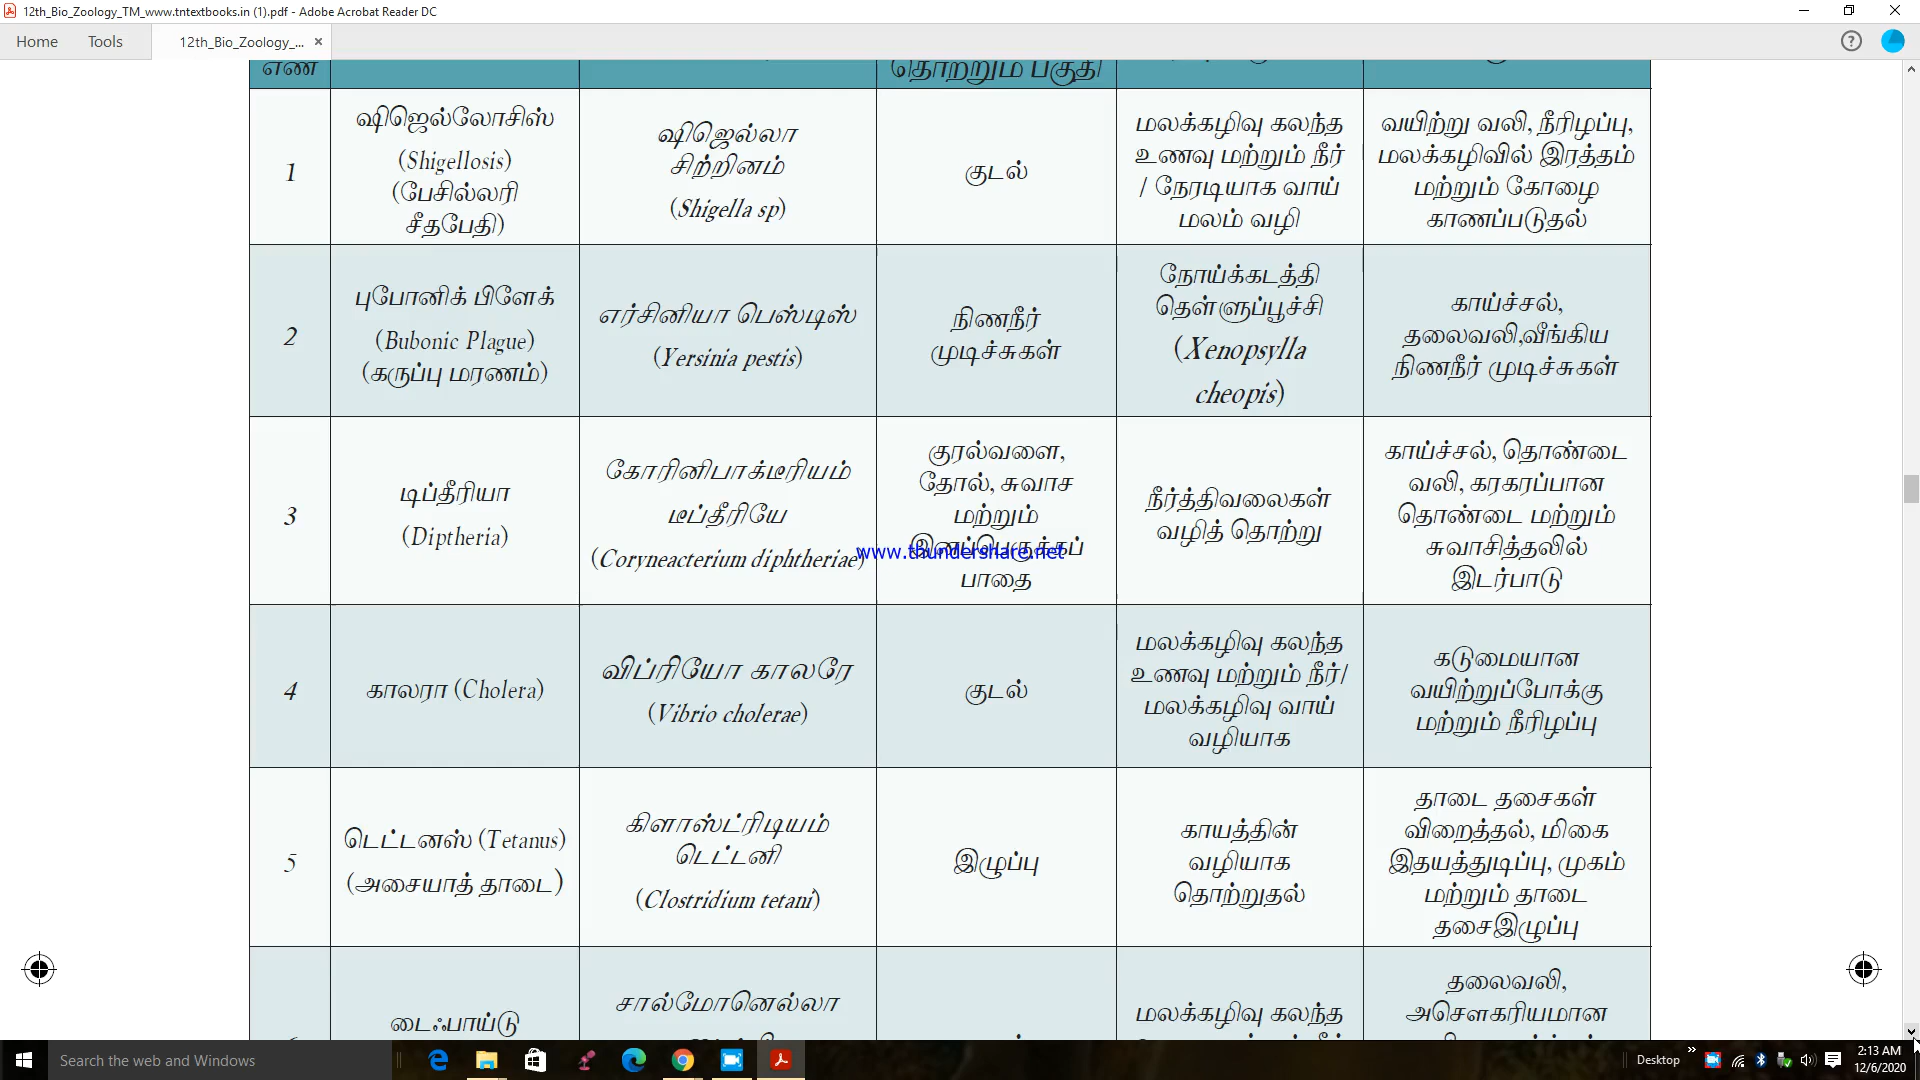 12th_Bio_Zoology_TM_www.tntextbooks.in (1).pdf - Adobe Acrobat Reader DC
Home
Tools
12th_Bio_Zoology_...
எண்
தொற்றும் பகுதி
1
ஷிஜெல்லோசிஸ்
(Shigellosis)
(பேசில்லரி
சீதபேதி)
ஷிஜெல்லா
சிற்றினம்
(Shigella sp)
குடல்
மலக்கழிவு கலந்த
உணவு மற்றும் நீர்
/ நேரடியாக வாய்
மலம் வழி
வயிற்று வலி, நீரிழப்பு,
மலக்கழிவில் இரத்தம்
மற்றும் கோழை
காணப்படுதல்
2
புபோனிக் பிளேக்
(Bubonic Plague)
(கருப்பு மரணம்)
எர்சினியா பெஸ்டிஸ்
(Yersinia pestis)
நிணநீர்
முடிச்சுகள்
நோய்க்கடத்தி
தெள்ளுப்பூச்சி
(Xenopsylla
cheopis)
காய்ச்சல்,
தலைவலி,வீங்கிய
நிணநீர் முடிச்சுகள்
3
டிப்தீரியா
(Diptheria)
கோரினிபாக்டீரியம்
டீப்தீரியே
(Coryneacterium diphtheriae)
குரல்வளை,
தோல், சுவாச
மற்றும்
இனப்பெருக்கப்
பாதை
www.thundershare.net
நீர்த்திவலைகள்
வழித் தொற்று
காய்ச்சல், தொண்டை
வலி, கரகரப்பான
தொண்டை மற்றும்
சுவாசித்தலில்
இடர்பாடு
4
காலரா (Cholera)
விப்ரியோ காலரே
(Vibrio cholerae)
குடல்
மலக்கழிவு கலந்த
உணவு மற்றும் நீர்/
மலக்கழிவு வாய்
வழியாக
கடுமையான
வயிற்றுப்போக்கு
மற்றும் நீரிழப்பு
5
டெட்டனஸ் (Tetanus)
(அசையாத் தாடை)
கிளாஸ்ட்ரிடியம்
டெட்டனி
(Clostridium tetani)
இழுப்பு
காயத்தின்
வழியாக
தொற்றுதல்
தாடை தசைகள்
விறைத்தல், மிகை
இதயத்துடிப்பு, முகம்
மற்றும் தாடை
தசைஇழுப்பு
டைஃபாய்டு
சால்மோனெல்லா
மலக்கழிவு கலந்த
தலைவலி,
அசௌகரியமான
Search the web and Windows
Desktop
2:13 AM
12/6/2020